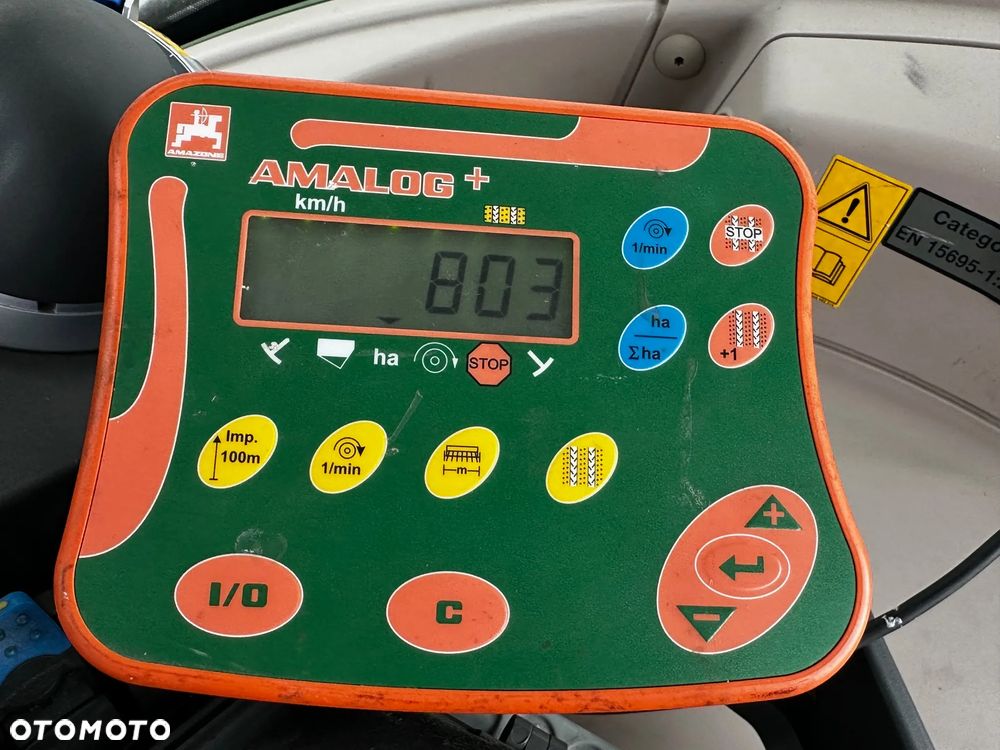 AMAZONE
AMALOG+
km/h
803
1/min
STOP
ha
Σha
+1
ha
STOP
Imp.
100m
1/min
m
I/O
C
+
−
Catego
EN 15695-1
OTOMOTO